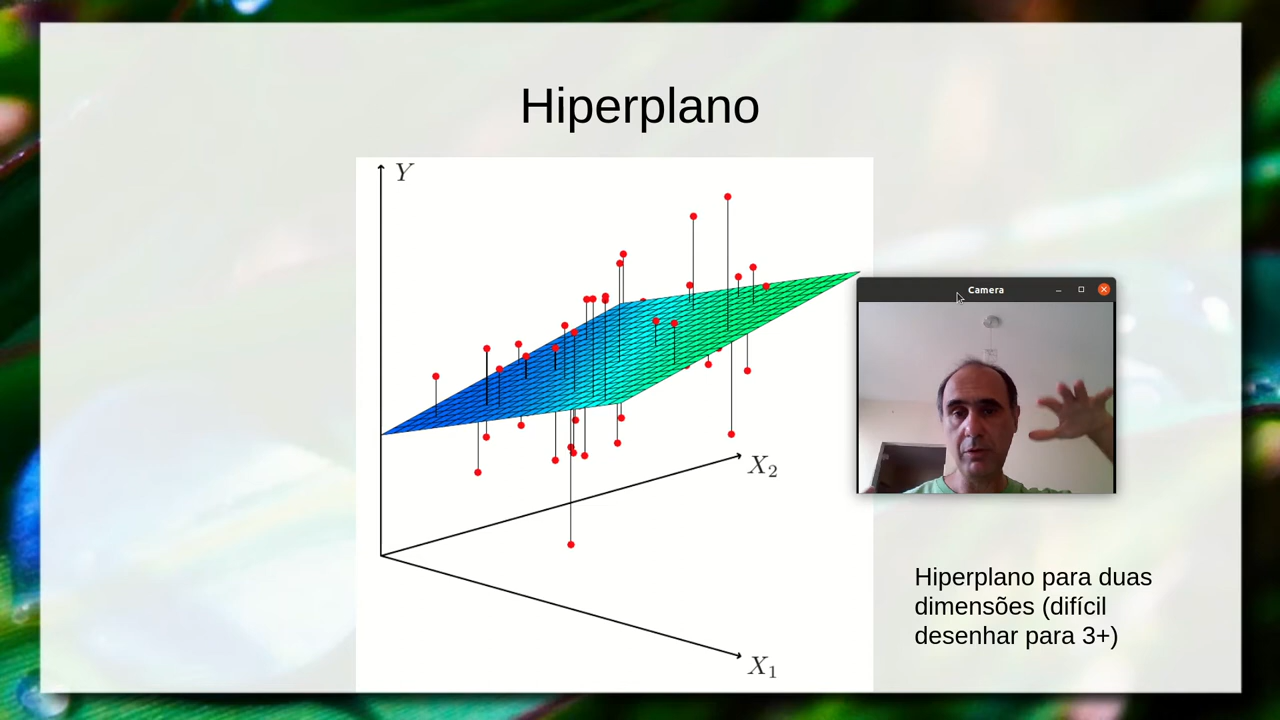 Hiperplano
Y
Camera
X₂
Hiperplano para duas
dimensões (difícil
desenhar para 3+)
X₁